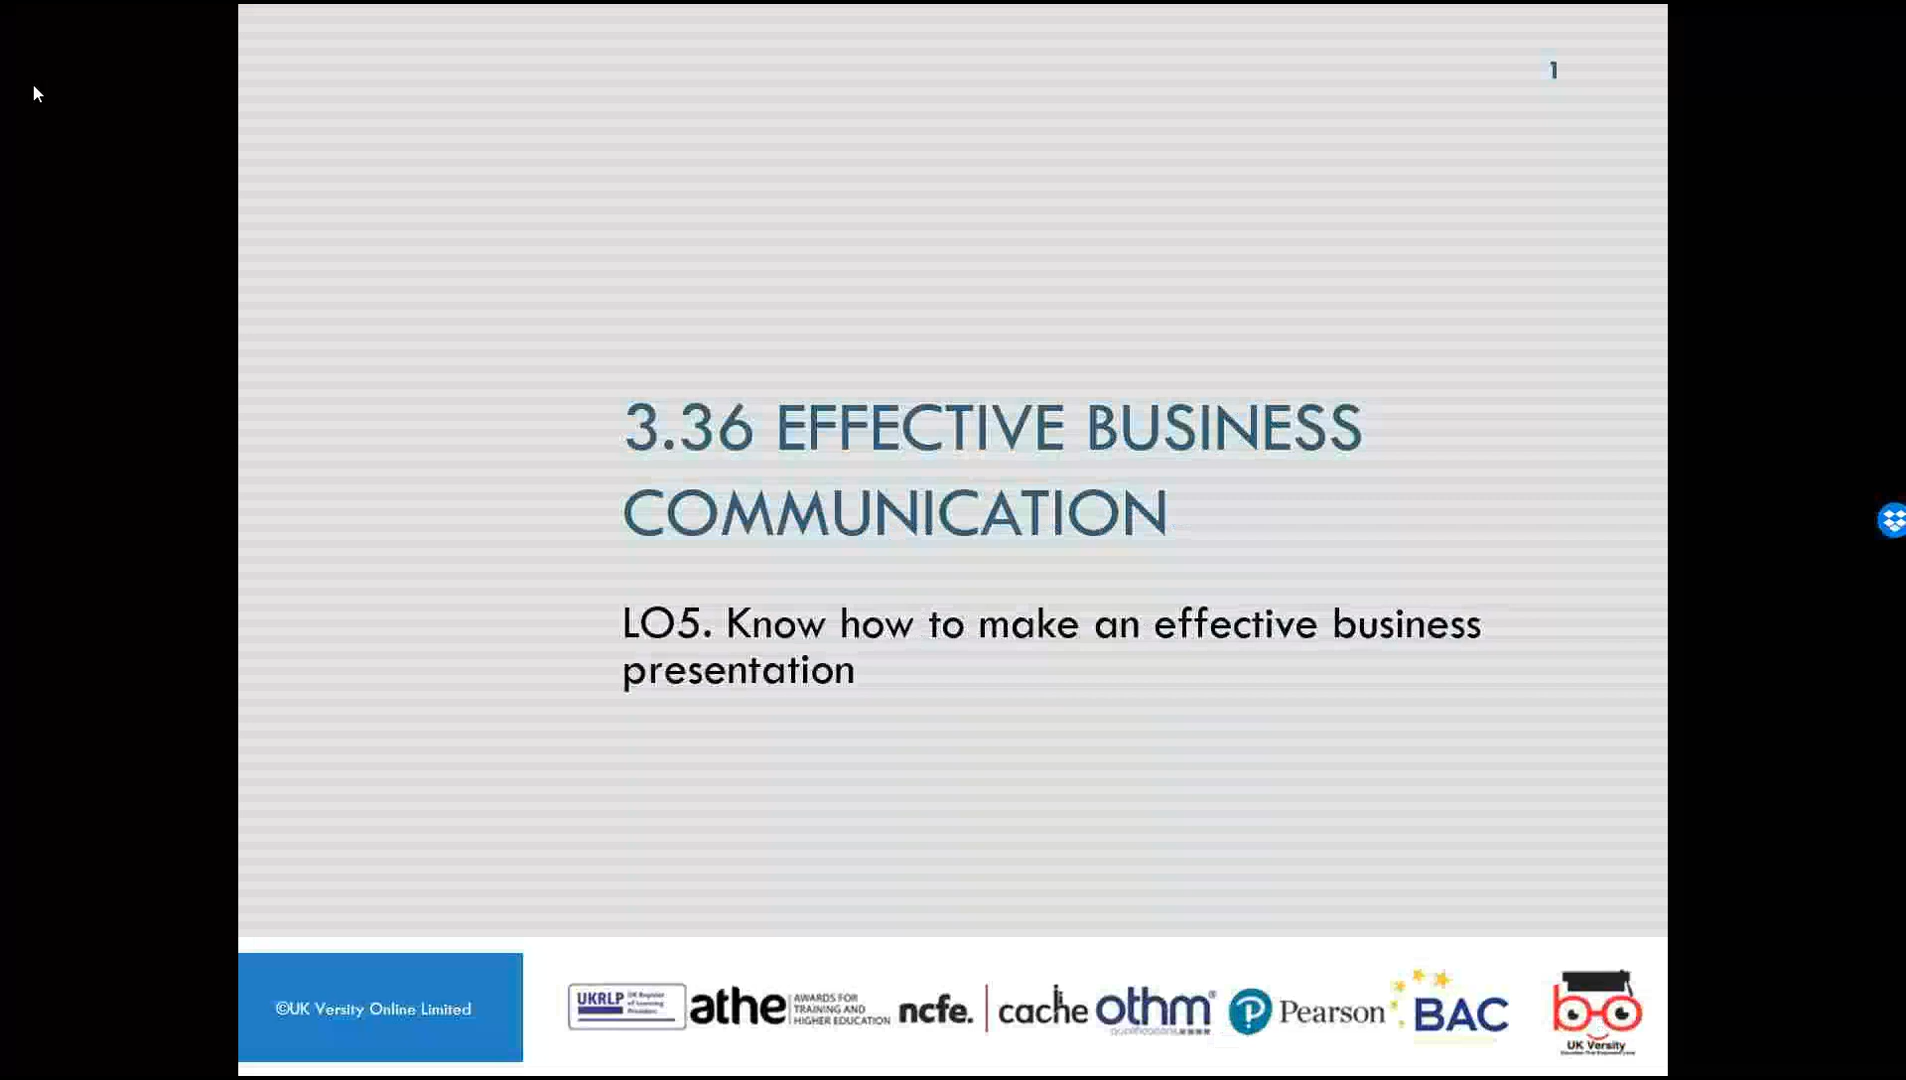 1
3.36 EFFECTIVE BUSINESS
COMMUNICATION
LO5. Know how to make an effective business
presentation
©UK Versity Online Limited
UKRLP UK Register of Learning Providers
athe AWARDS FOR TRAINING AND HIGHER EDUCATION
ncfe. cache
othm qualifications
Pearson
BAC
UK Versity